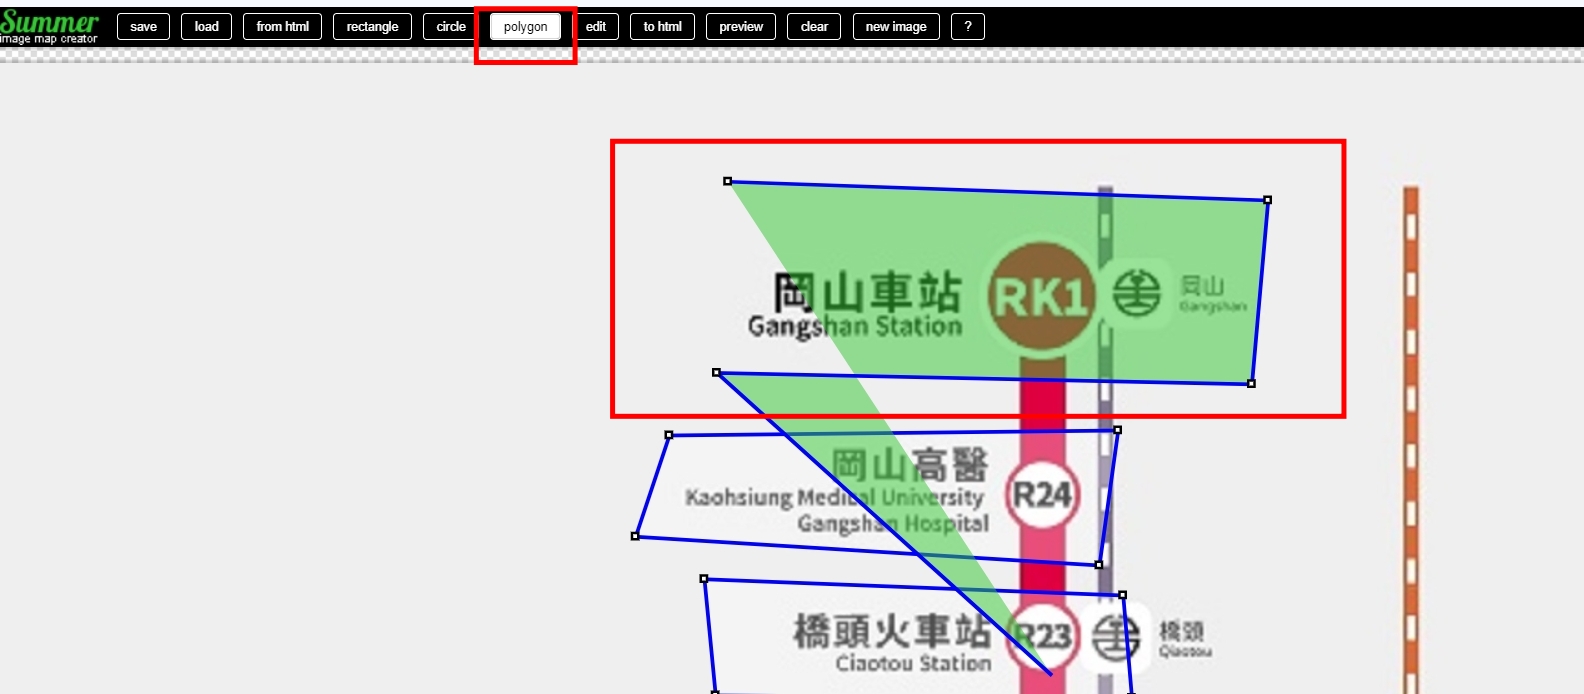 Summer
image map creator
save
load
from html
rectangle
circle
polygon
edit
to html
preview
clear
new image
?
岡山車站
Gangshan Station
RK1
岡山
Gangshan
岡山高醫
Kaohsiung Medical University
Gangshan Hospital
R24
橋頭火車站
Ciaotou Station
R23
橋頭
Qiaotou